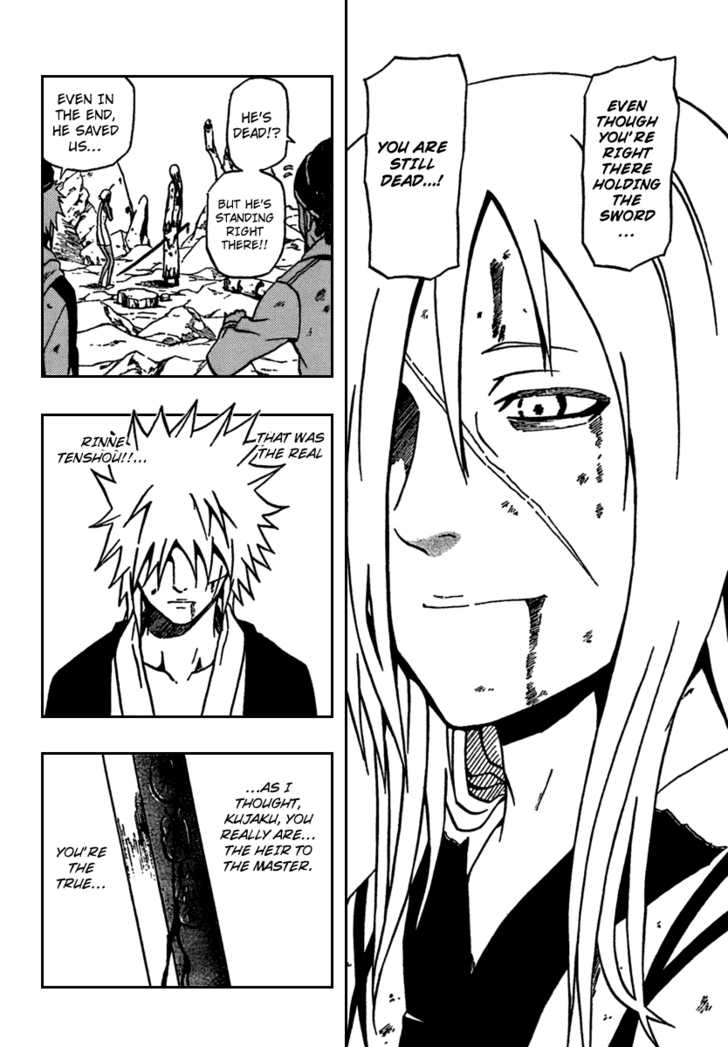 EVEN
THOUGH
YOU'RE
RIGHT
THERE
HOLDING
THE
SWORD
...
YOU ARE
STILL
DEAD...!
HE'S
DEAD!?
BUT HE'S
STANDING
RIGHT
THERE!!
EVEN IN
THE END,
HE SAVED
US...
THAT WAS
THE REAL
RINNE
TENSHOU!!...
...AS I
THOUGHT,
KUJAKU, YOU
REALLY ARE...
THE HEIR TO
THE MASTER.
YOU'RE
THE
TRUE...